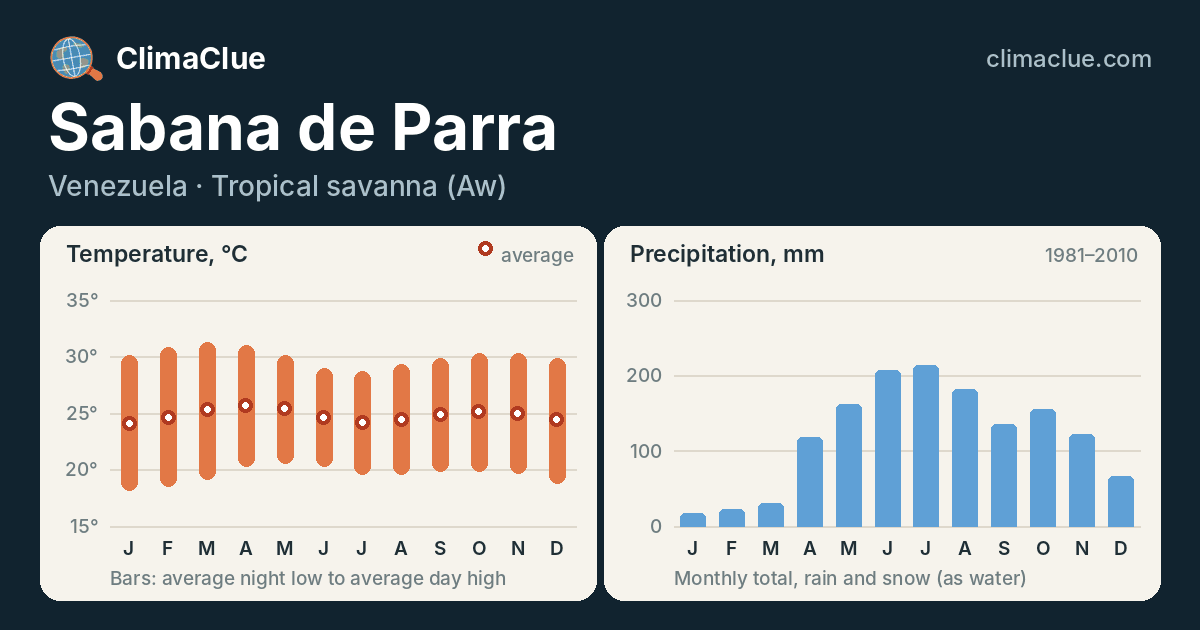 ClimaClue
climaclue.com
Sabana de Parra
Venezuela · Tropical savanna (Aw)
Temperature, °C
average
35°
30°
25°
20°
15°
J F M A M J J A S O N D
Bars: average night low to average day high
Precipitation, mm
1981–2010
300
200
100
0
J F M A M J J A S O N D
Monthly total, rain and snow (as water)